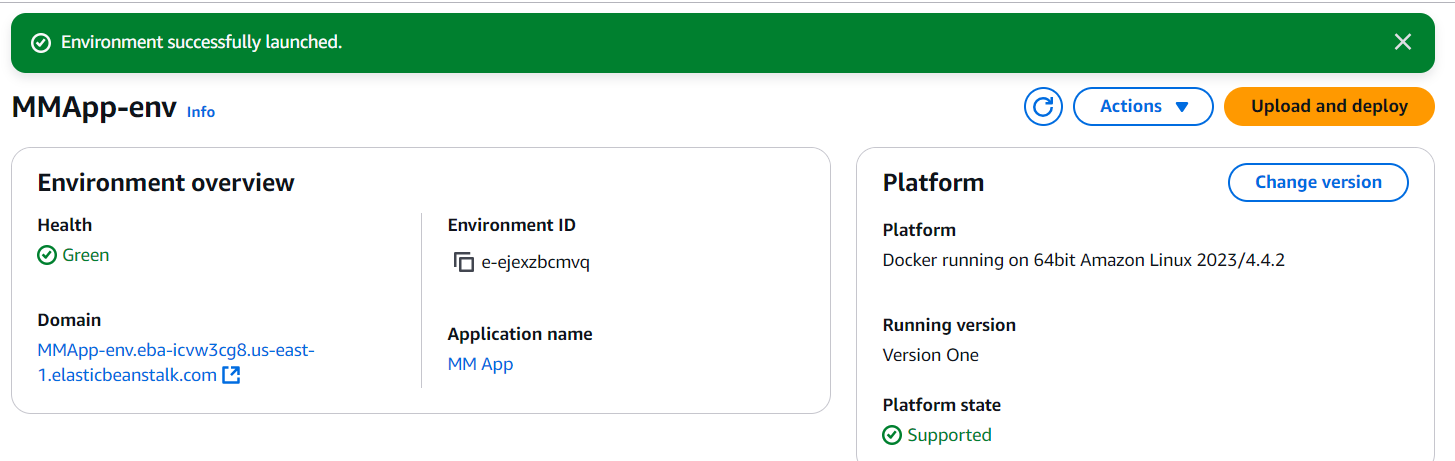 Environment successfully launched.
MMApp-env Info
Actions
Upload and deploy
Environment overview
Health
Green
Domain
MMApp-env.eba-icvw3cg8.us-east-
1.elasticbeanstalk.com
Environment ID
e-ejexzbcmvq
Application name
MM App
Platform
Change version
Platform
Docker running on 64bit Amazon Linux 2023/4.4.2
Running version
Version One
Platform state
Supported